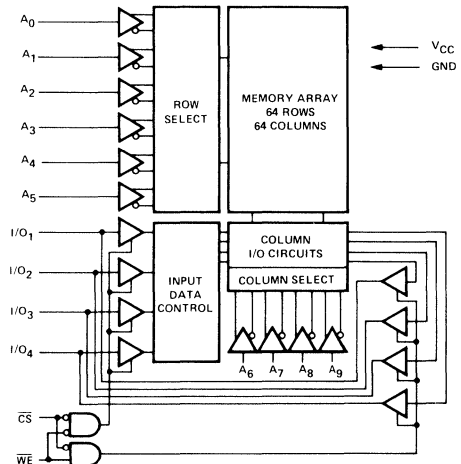 A0
A1
A2
A3
A4
A5
ROW
SELECT
MEMORY ARRAY
64 ROWS
64 COLUMNS
VCC
GND
I/O1
I/O2
I/O3
I/O4
INPUT
DATA
CONTROL
COLUMN
I/O CIRCUITS
COLUMN SELECT
A6
A7
A8
A9
CS
WE